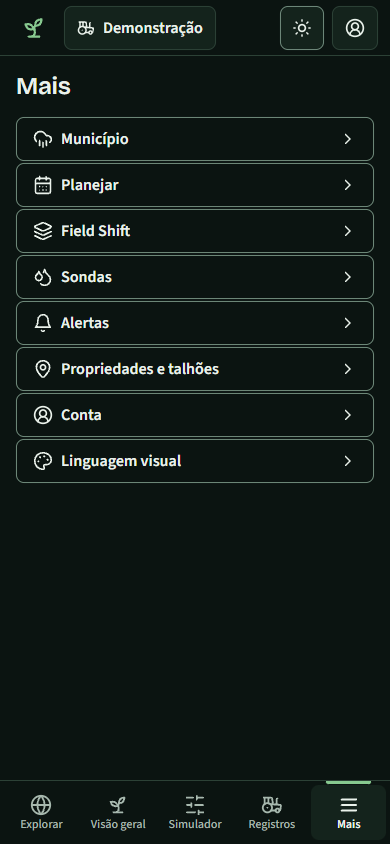 Demonstração
Mais
Município
Planejar
Field Shift
Sondas
Alertas
Propriedades e talhões
Conta
Linguagem visual
Explorar
Visão geral
Simulador
Registros
Mais